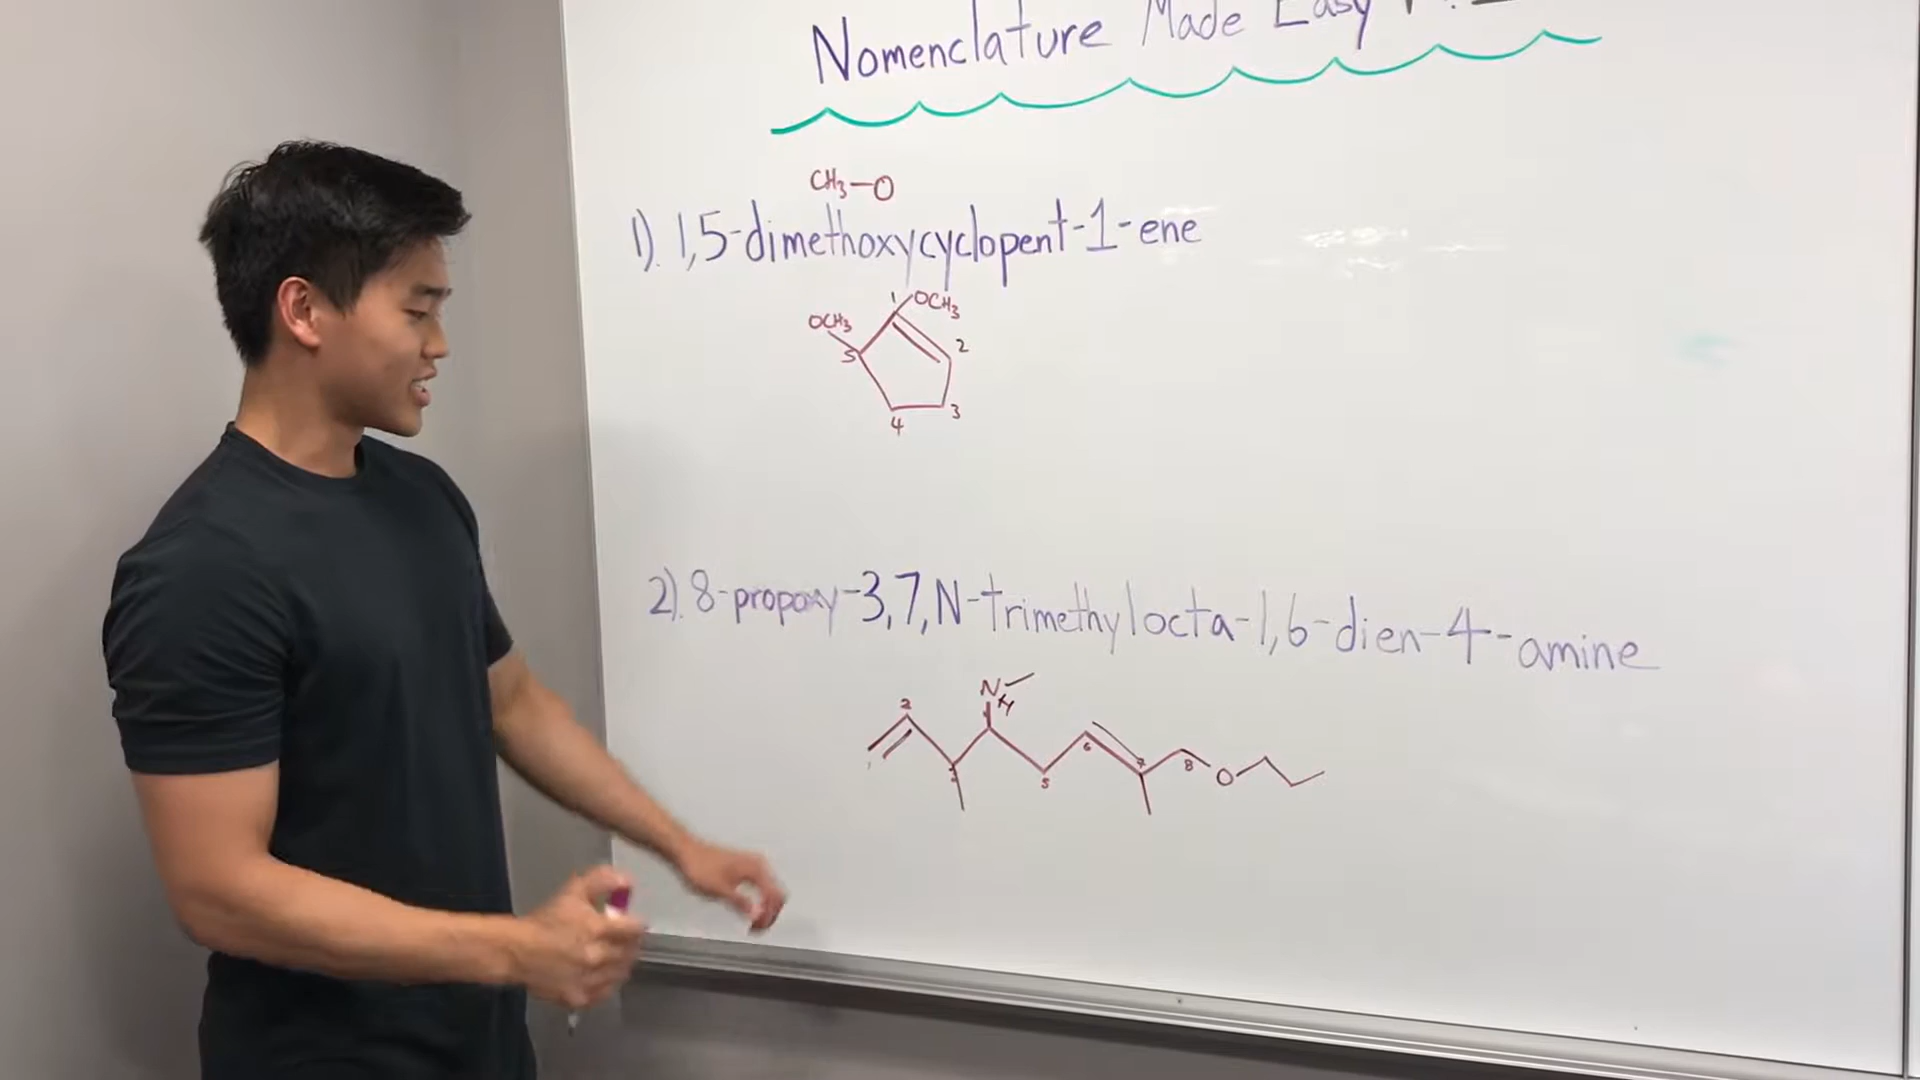 Nomenclature Made Easy
CH3-O
1). 1,5-dimethoxycyclopent-1-ene
1 OCH3
OCH3
2
5
3
4
2). 8-propoxy-3,7,N-trimethylocta-1,6-dien-4-amine
N
H
2
6
7
8
O
1
3
5